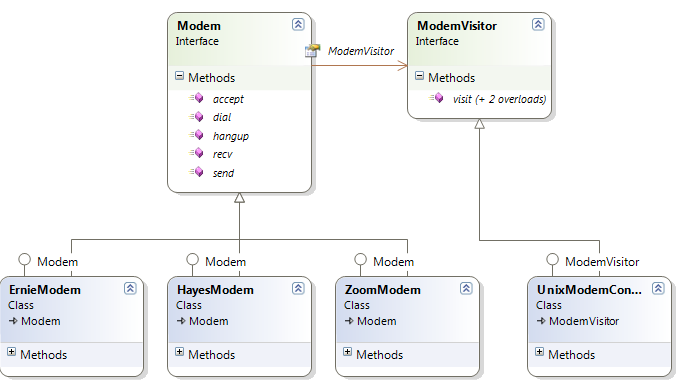 Modem
Interface
Methods
accept
dial
hangup
recv
send
ModemVisitor
ModemVisitor
Interface
Methods
visit (+ 2 overloads)
Modem
ErnieModem
Class
Modem
Methods
Modem
HayesModem
Class
Modem
Methods
Modem
ZoomModem
Class
Modem
Methods
ModemVisitor
UnixModemCon...
Class
ModemVisitor
Methods